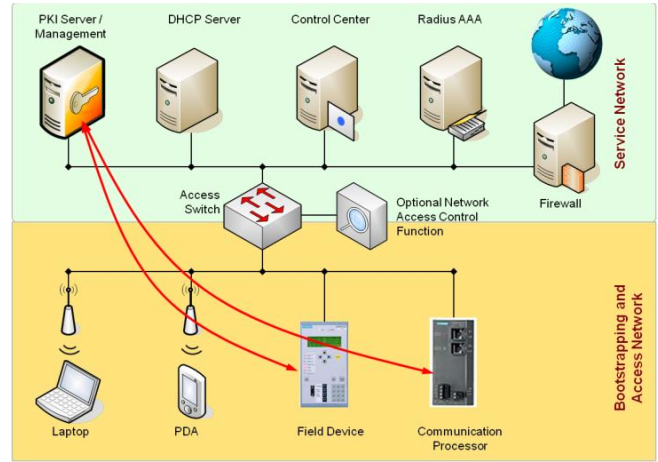 PKI Server /
Management
DHCP Server
Control Center
Radius AAA
Service Network
Access
Switch
Optional Network
Access Control
Function
Firewall
Bootstrapping and
Access Network
Laptop
PDA
Field Device
Communication
Processor